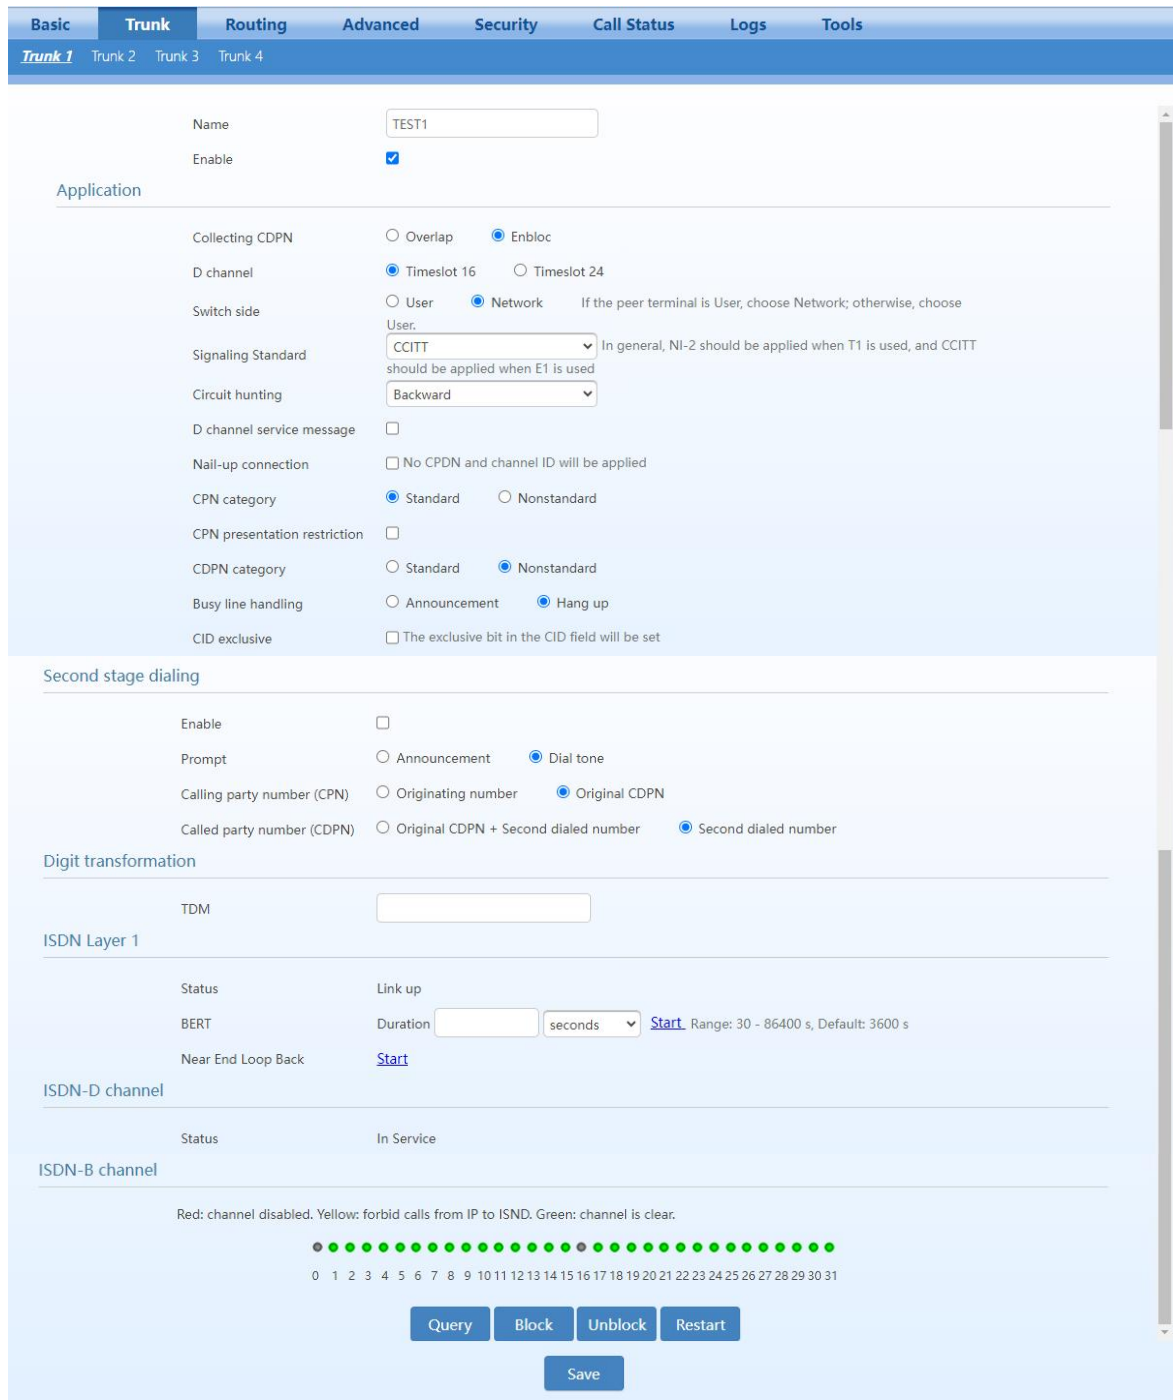 Basic Trunk Routing Advanced Security Call Status Logs Tools
Trunk 1 Trunk 2 Trunk 3 Trunk 4
Name TEST1
Enable
Application
Collecting CDPN Overlap Enbloc
D channel Timeslot 16 Timeslot 24
Switch side User Network If the peer terminal is User, choose Network; otherwise, choose
User.
Signaling Standard CCITT In general, NI-2 should be applied when T1 is used, and CCITT
should be applied when E1 is used
Circuit hunting Backward
D channel service message
Nail-up connection No CPDN and channel ID will be applied
CPN category Standard Nonstandard
CPN presentation restriction
CDPN category Standard Nonstandard
Busy line handling Announcement Hang up
CID exclusive The exclusive bit in the CID field will be set
Second stage dialing
Enable
Prompt Announcement Dial tone
Calling party number (CPN) Originating number Original CDPN
Called party number (CDPN) Original CDPN + Second dialed number Second dialed number
Digit transformation
TDM
ISDN Layer 1
Status Link up
BERT Duration seconds Start Range: 30 - 86400 s, Default: 3600 s
Near End Loop Back Start
ISDN-D channel
Status In Service
ISDN-B channel
Red: channel disabled. Yellow: forbid calls from IP to ISND. Green: channel is clear.
0 1 2 3 4 5 6 7 8 9 10 11 12 13 14 15 16 17 18 19 20 21 22 23 24 25 26 27 28 29 30 31
Query Block Unblock Restart
Save